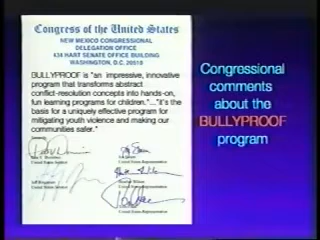 Congress of the United States
NEW MEXICO CONGRESSIONAL
DELEGATION OFFICE
434 HART SENATE OFFICE BUILDING
WASHINGTON, D.C. 20510
BULLYPROOF is "an impressive, innovative
program that transforms abstract
conflict-resolution concepts into hands-on,
fun learning programs for children."..."it's the
basis for a uniquely effective program for
mitigating youth violence and making our
communities safer."
Sincerely,
United States Senator
United States Representative
United States Senator
United States Representative
United States Representative
Congressional
comments
about the
BULLYPROOF
program